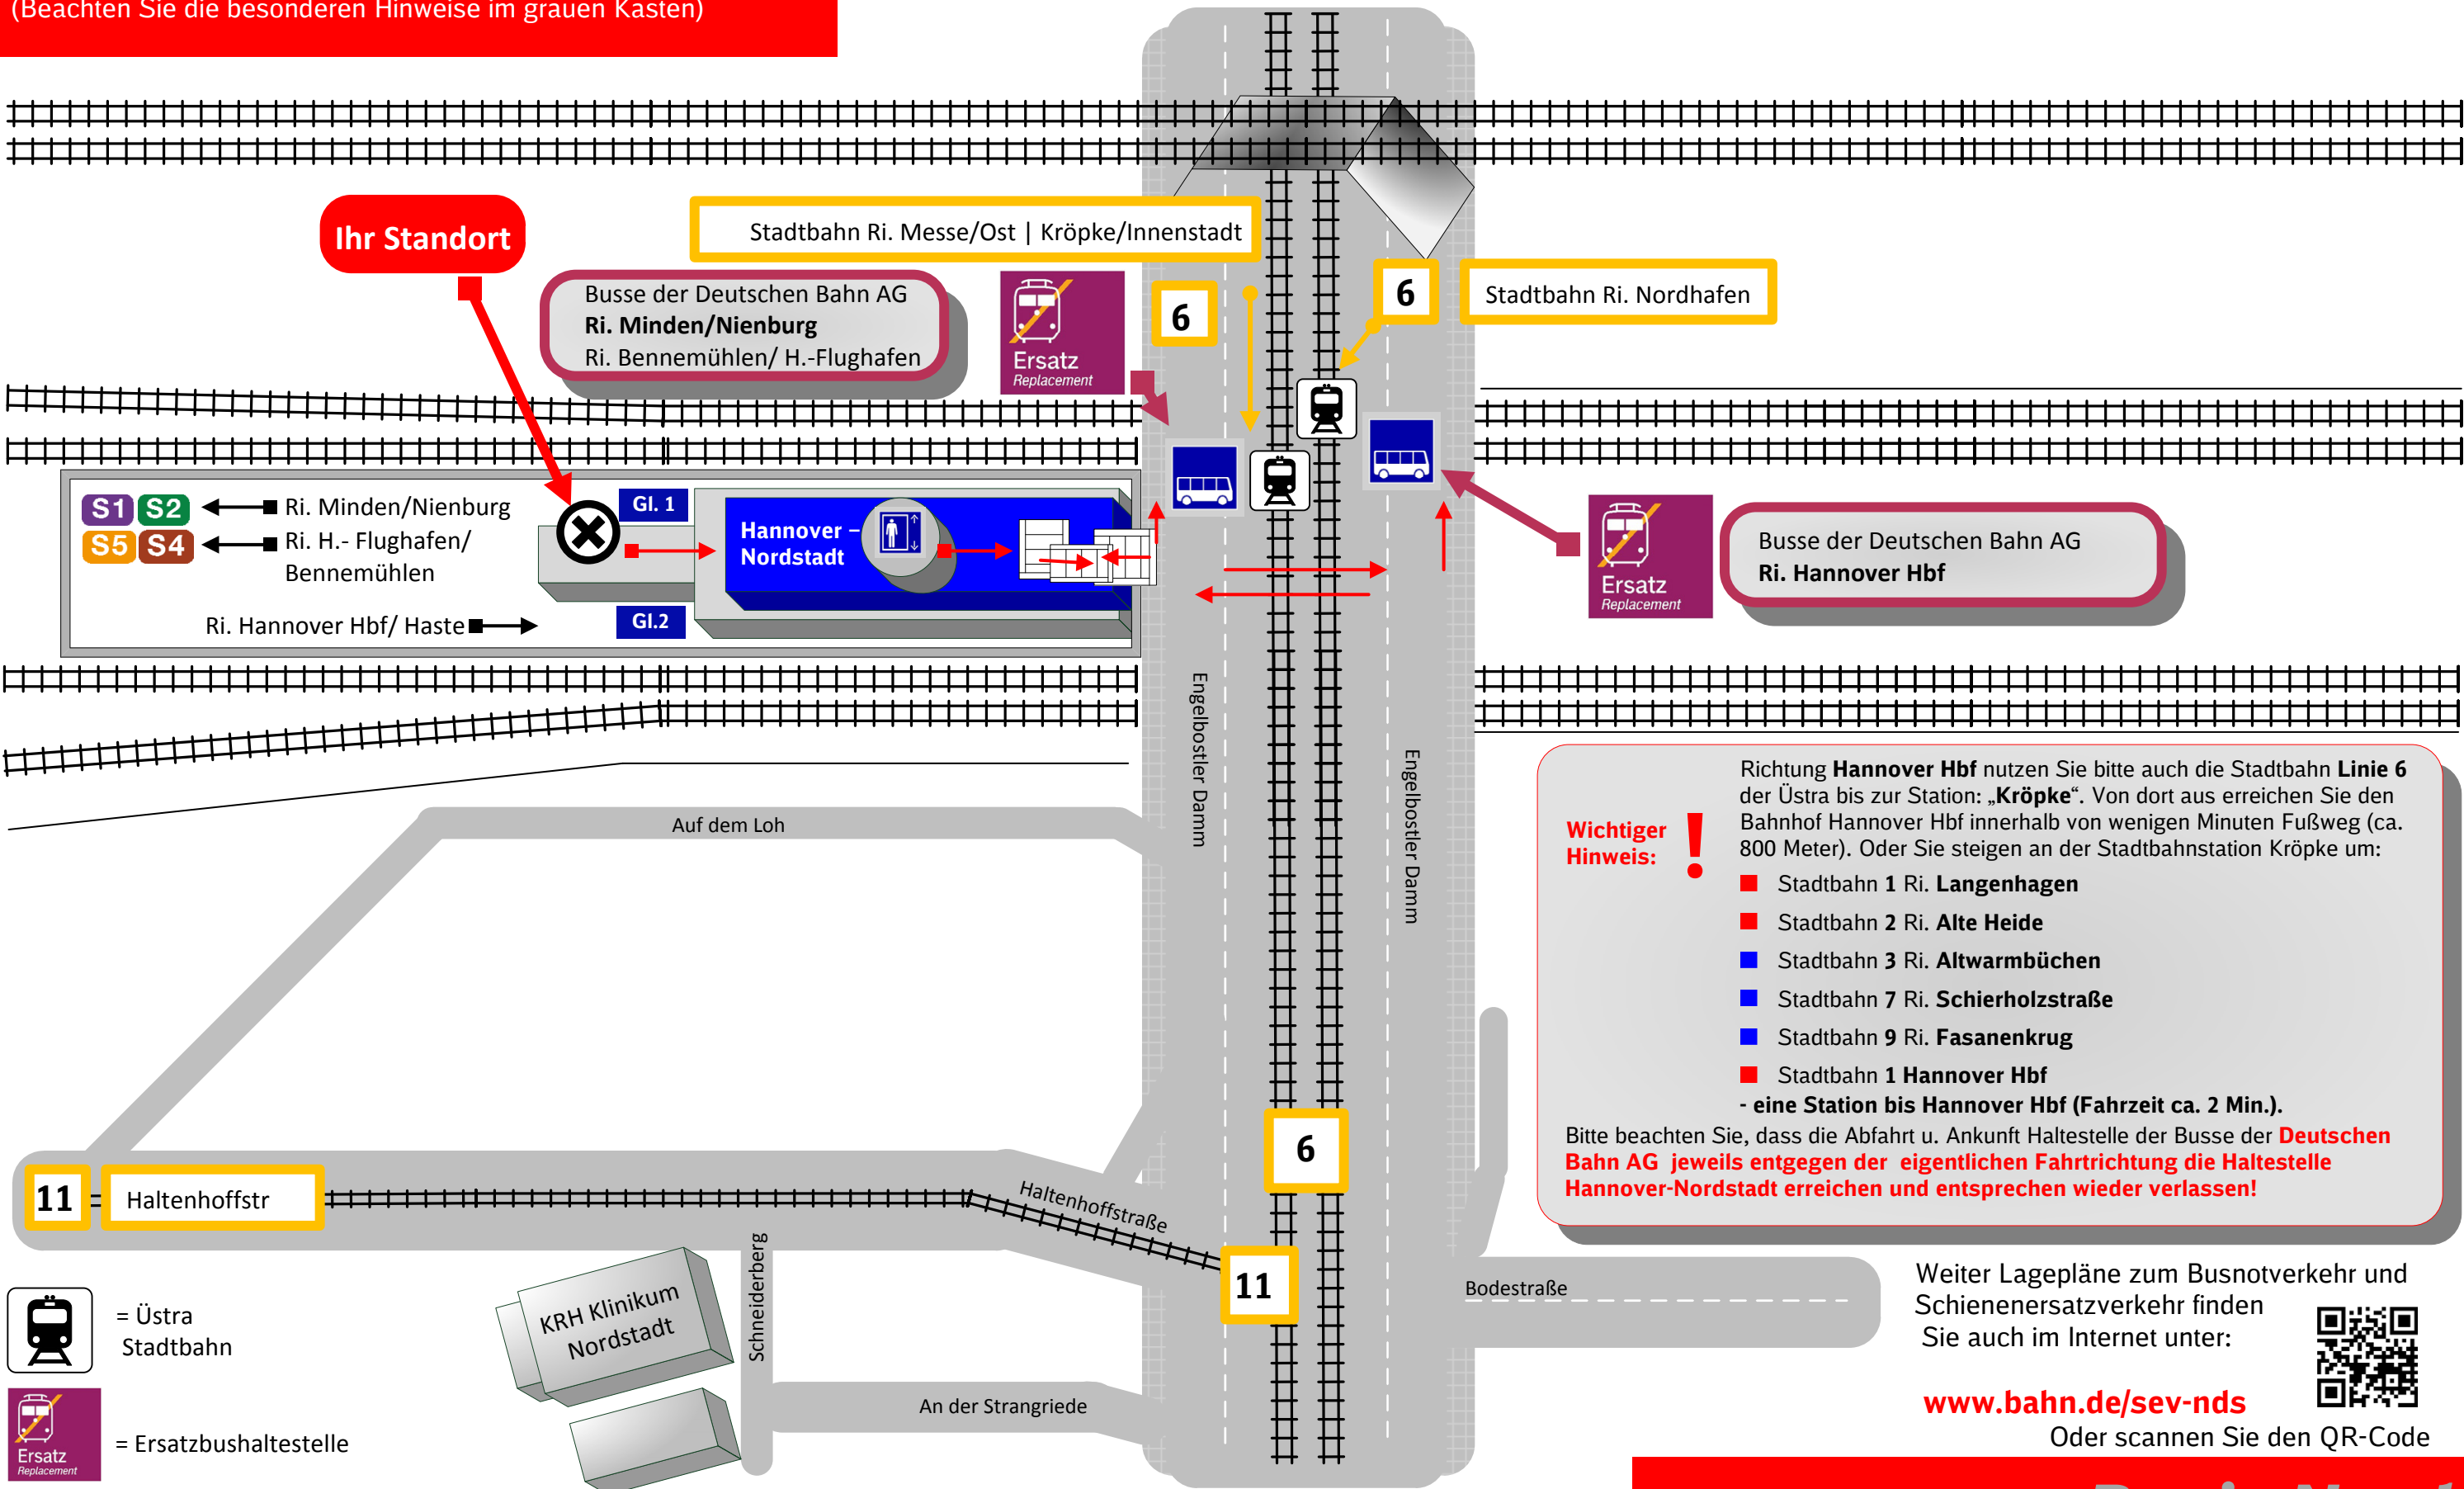 (Beachten Sie die besonderen Hinweise im grauen Kasten)
Ihr Standort
Stadtbahn Ri. Messe/Ost | Kröpke/Innenstadt
Busse der Deutschen Bahn AG
Ri. Minden/Nienburg
Ri. Bennemühlen/ H.-Flughafen
Ersatz
Replacement
6
6
Stadtbahn Ri. Nordhafen
S1 S2 Ri. Minden/Nienburg
S5 S4 Ri. H.- Flughafen/
Bennemühlen
Ri. Hannover Hbf/ Haste
Gl. 1
Gl.2
Hannover –
Nordstadt
Ersatz
Replacement
Busse der Deutschen Bahn AG
Ri. Hannover Hbf
Engelbostler Damm
Engelbostler Damm
Auf dem Loh
Wichtiger
Hinweis:
!
Richtung Hannover Hbf nutzen Sie bitte auch die Stadtbahn Linie 6
der Üstra bis zur Station: „Kröpke“. Von dort aus erreichen Sie den
Bahnhof Hannover Hbf innerhalb von wenigen Minuten Fußweg (ca.
800 Meter). Oder Sie steigen an der Stadtbahnstation Kröpke um:
Stadtbahn 1 Ri. Langenhagen
Stadtbahn 2 Ri. Alte Heide
Stadtbahn 3 Ri. Altwarmbüchen
Stadtbahn 7 Ri. Schierholzstraße
Stadtbahn 9 Ri. Fasanenkrug
Stadtbahn 1 Hannover Hbf
- eine Station bis Hannover Hbf (Fahrzeit ca. 2 Min.).
Bitte beachten Sie, dass die Abfahrt u. Ankunft Haltestelle der Busse der Deutschen
Bahn AG jeweils entgegen der eigentlichen Fahrtrichtung die Haltestelle
Hannover-Nordstadt erreichen und entsprechen wieder verlassen!
6
11
Haltenhoffstr
Haltenhoffstraße
11
Schneiderberg
KRH Klinikum
Nordstadt
Bodestraße
An der Strangriede
= Üstra
Stadtbahn
Ersatz
Replacement
= Ersatzbushaltestelle
Weiter Lagepläne zum Busnotverkehr und
Schienenersatzverkehr finden
Sie auch im Internet unter:
www.bahn.de/sev-nds
Oder scannen Sie den QR-Code